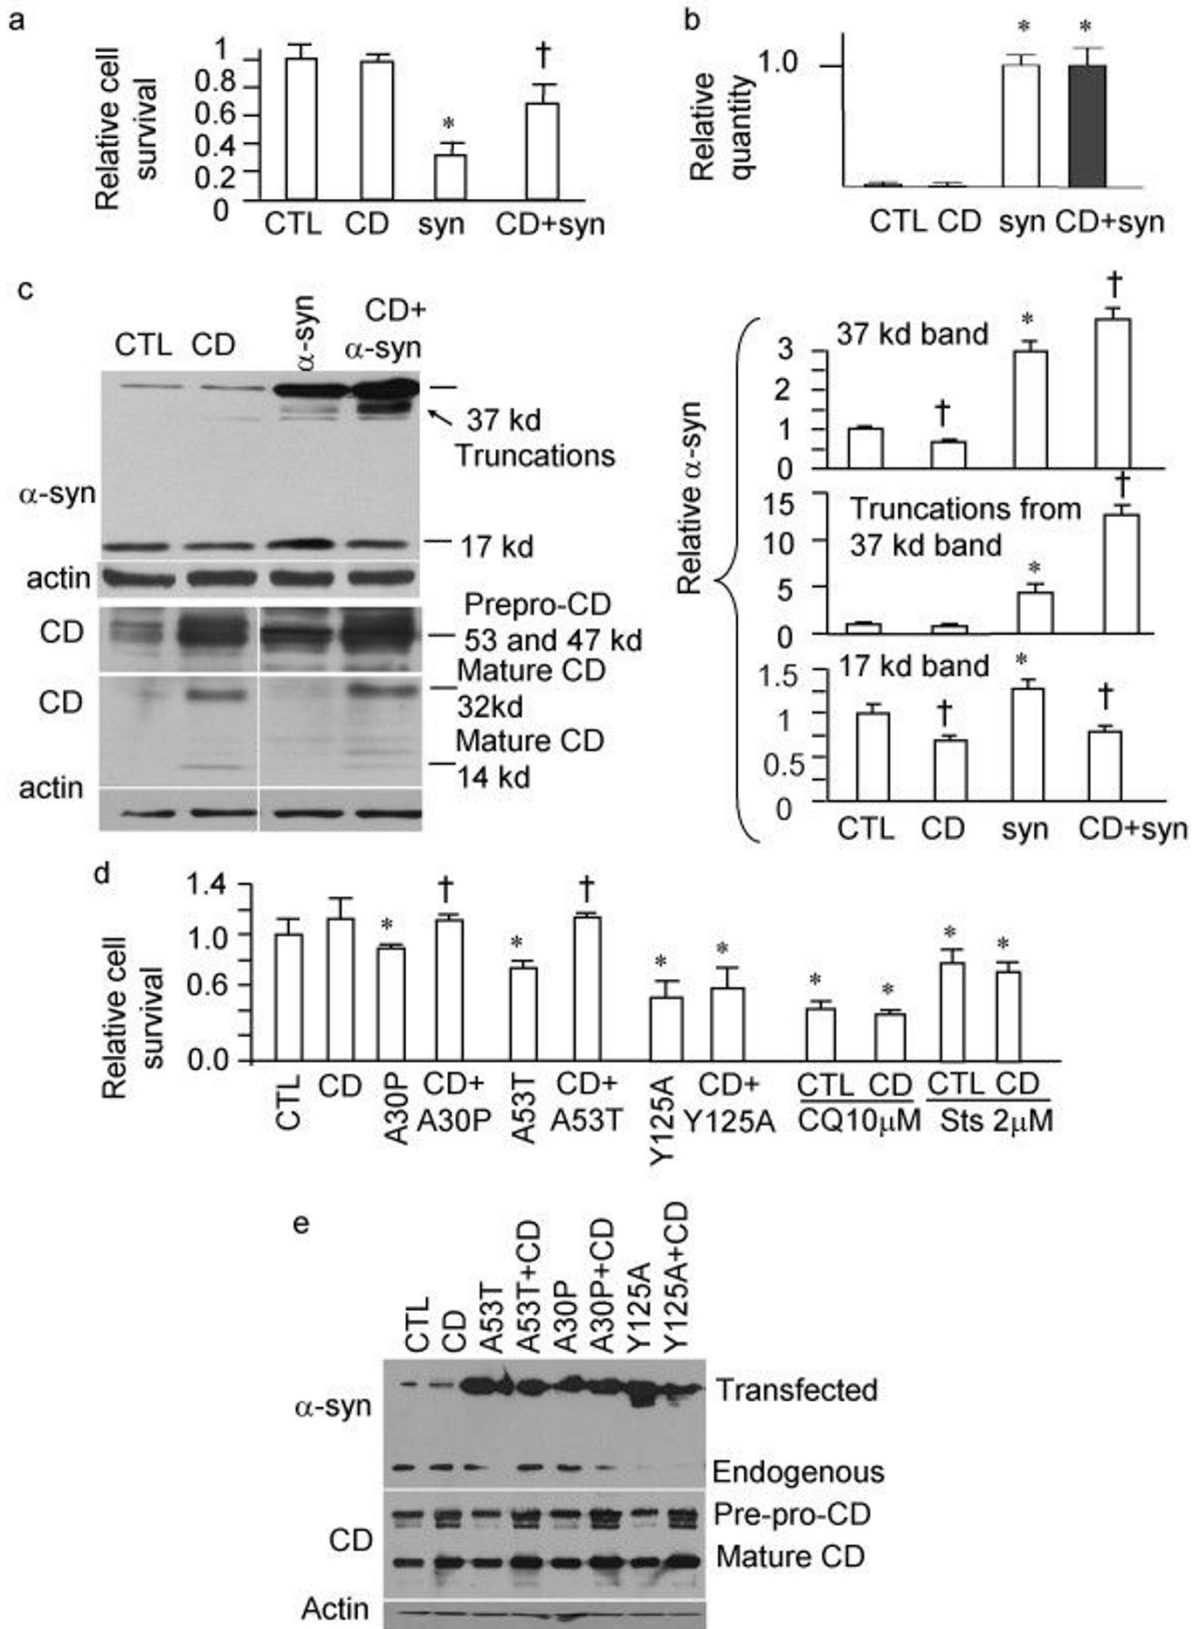 a
Relative cell
survival
1
0.8
0.6
0.4
0.2
0
*
†
CTL CD syn CD+syn
b
Relative
quantity
1.0
* *
CTL CD syn CD+syn
c
CTL CD α-syn CD+
α-syn
37 kd
Truncations
α-syn
17 kd
actin
Prepro-CD
CD
53 and 47 kd
Mature CD
CD
32kd
Mature CD
14 kd
actin
Relative α-syn
37 kd band
3
2
1
0
†
*
†
Truncations from
37 kd band
15
10
5
0
*
†
17 kd band
1.5
1
0.5
0
†
*
†
CTL CD syn CD+syn
d
Relative cell
survival
1.4
1.0
0.6
0.0
* † * † * * * * * *
CTL CD A30P CD+
A30P A53T CD+
A53T Y125A CD+
Y125A
CTL CD
CQ10μM
CTL CD
Sts 2μM
e
CTL CD A53T A53T+CD A30P A30P+CD Y125A Y125A+CD
α-syn
Transfected
Endogenous
CD
Pre-pro-CD
Mature CD
Actin